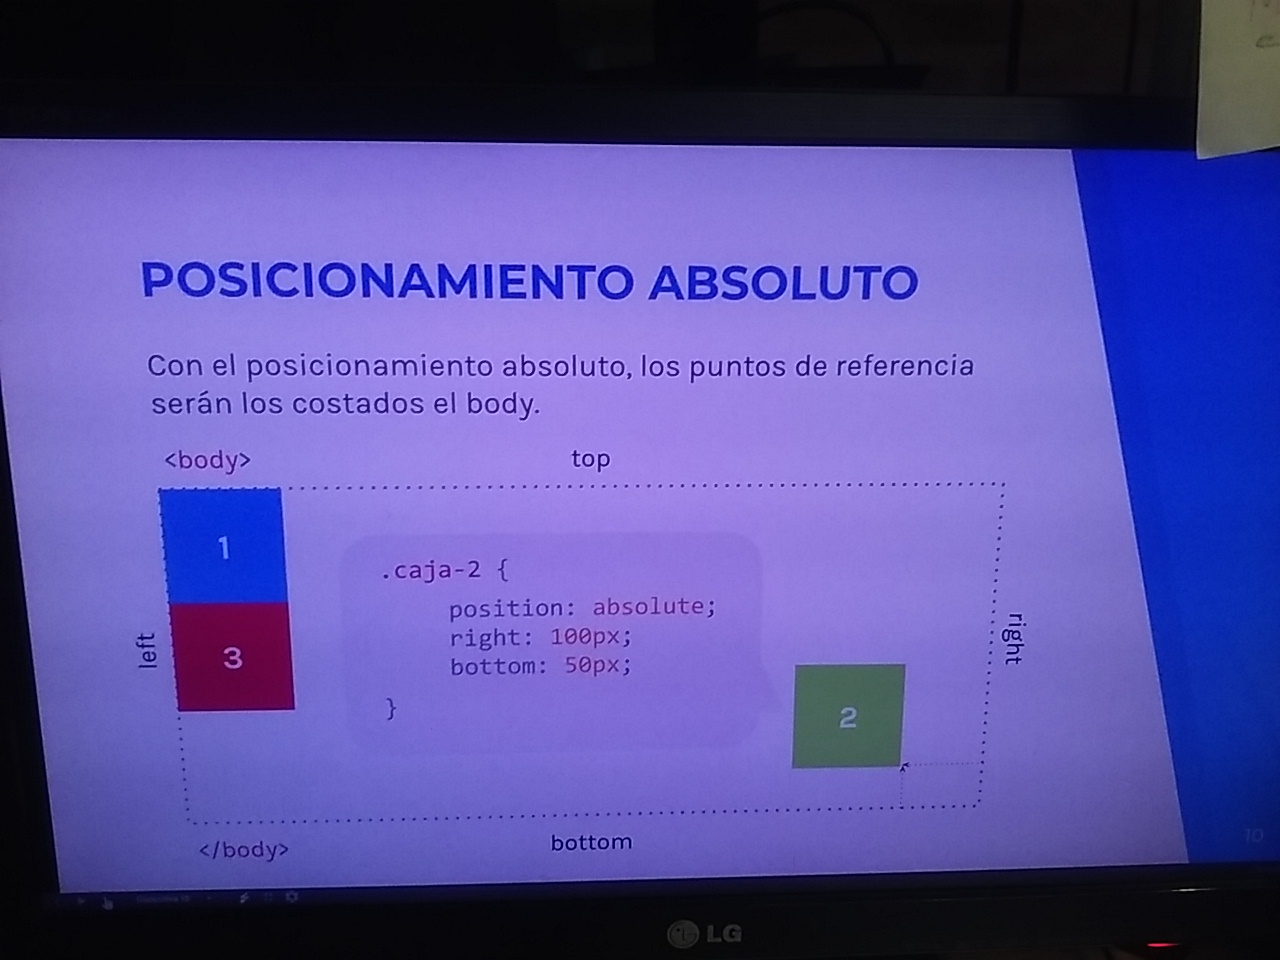 POSICIONAMIENTO ABSOLUTO
Con el posicionamiento absoluto, los puntos de referencia
serán los costados el body.
<body>
top
1
.caja-2 {
position: absolute;
right: 100px;
bottom: 50px;
}
left
3
right
2
</body>
bottom
10
LG